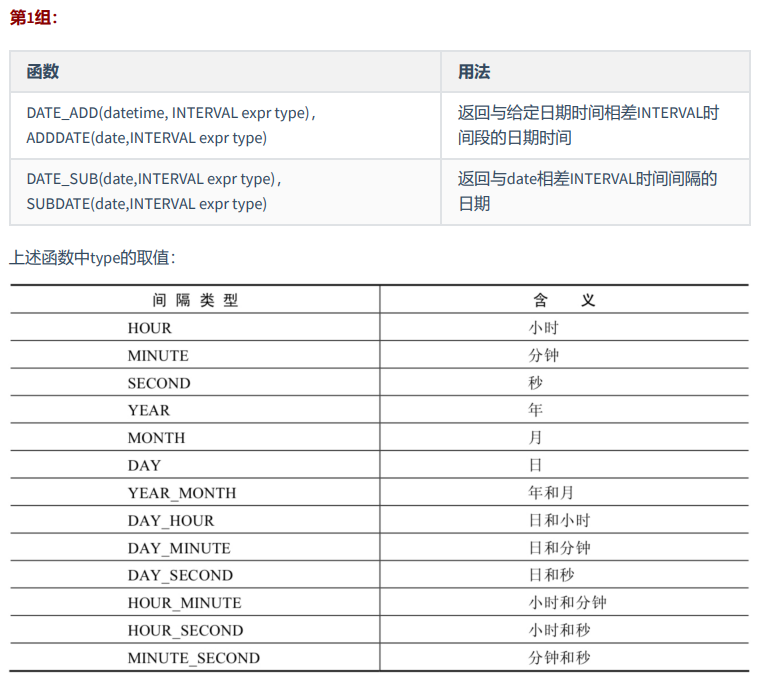 第1组：
函数 用法
DATE_ADD(datetime, INTERVAL expr type)，
ADDDATE(date,INTERVAL expr type)
返回与给定日期时间相差INTERVAL时
间段的日期时间
DATE_SUB(date,INTERVAL expr type)，
SUBDATE(date,INTERVAL expr type)
返回与date相差INTERVAL时间间隔的
日期
上述函数中type的取值：
间隔类型 含义
HOUR 小时
MINUTE 分钟
SECOND 秒
YEAR 年
MONTH 月
DAY 日
YEAR_MONTH 年和月
DAY_HOUR 日和小时
DAY_MINUTE 日和分钟
DAY_SECOND 日和秒
HOUR_MINUTE 小时和分钟
HOUR_SECOND 小时和秒
MINUTE_SECOND 分钟和秒